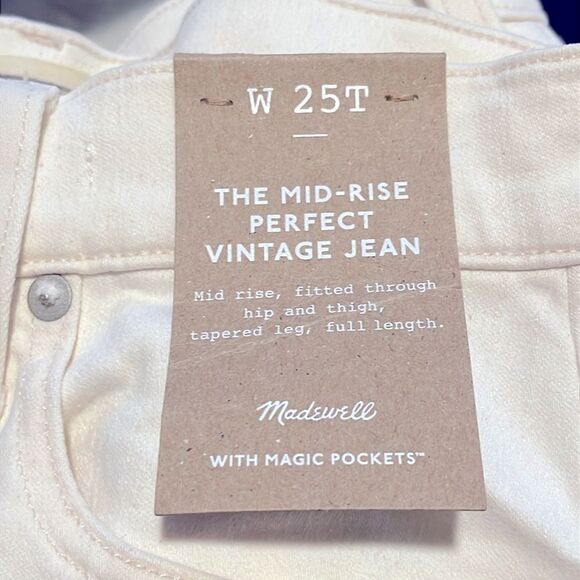 W 25T
THE MID-RISE
PERFECT
VINTAGE JEAN
Mid rise, fitted through
hip and thigh,
tapered leg, full length.
Madewell
WITH MAGIC POCKETS™